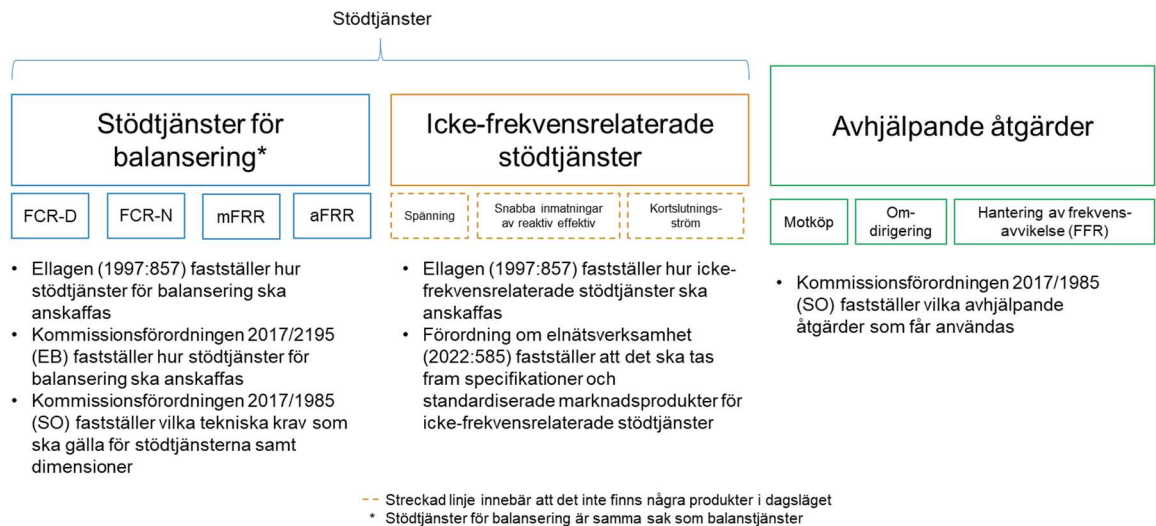 Stödtjänster
Stödtjänster för
balansering*
FCR-D
FCR-N
mFRR
aFRR
• Ellagen (1997:857) fastställer hur
stödtjänster för balansering ska
anskaffas
• Kommissionsförordningen 2017/2195
(EB) fastställer hur stödtjänster för
balansering ska anskaffas
• Kommissionsförordningen 2017/1985
(SO) fastställer vilka tekniska krav som
ska gälla för stödtjänsterna samt
dimensioner
Icke-frekvensrelaterade
stödtjänster
Spänning
Snabba inmatningar
av reaktiv effektiv
Kortslutnings-
ström
• Ellagen (1997:857) fastställer hur icke-
frekvensrelaterade stödtjänster ska
anskaffas
• Förordning om elnätsverksamhet
(2022:585) fastställer att det ska tas
fram specifikationer och
standardiserade marknadsprodukter för
icke-frekvensrelaterade stödtjänster
Avhjälpande åtgärder
Motköp
Om-
dirigering
Hantering av frekvens-
avvikelse (FFR)
• Kommissionsförordningen 2017/1985
(SO) fastställer vilka avhjälpande
åtgärder som får användas
--- Streckad linje innebär att det inte finns några produkter i dagsläget
* Stödtjänster för balansering är samma sak som balanstjänster